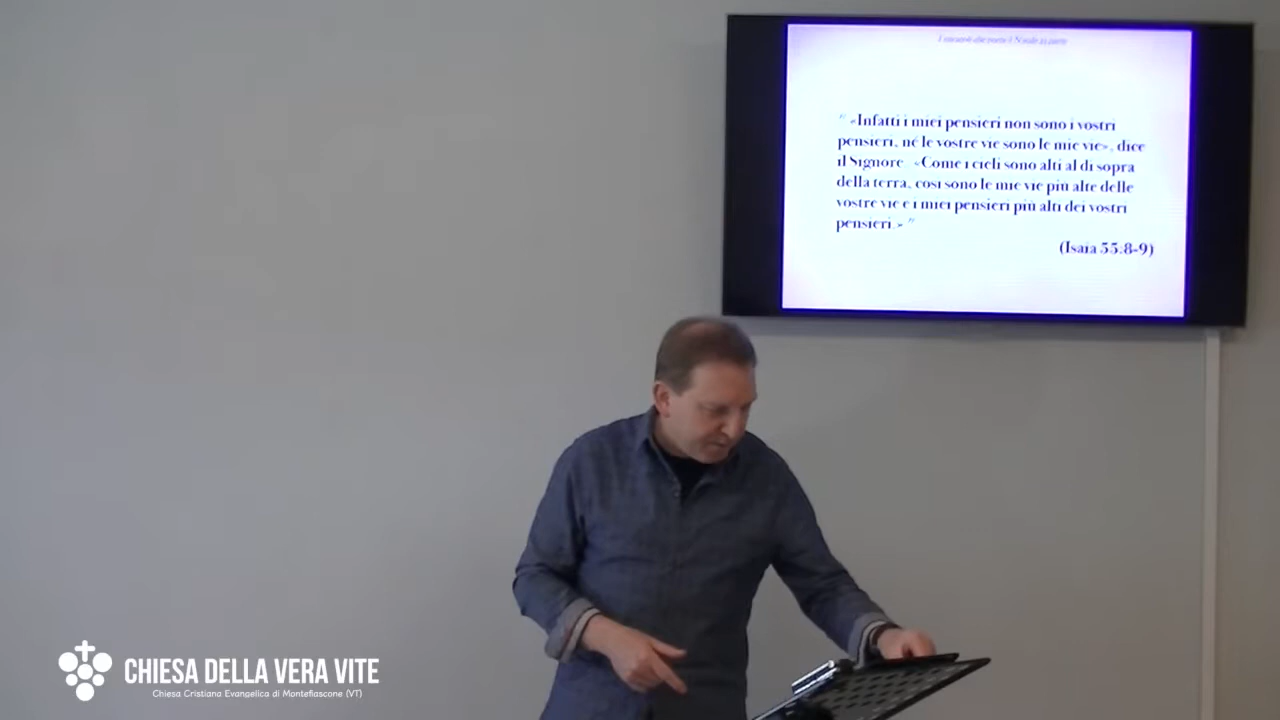 " «Infatti i miei pensieri non sono i vostri
pensieri, né le vostre vie sono le mie vie», dice
il Signore. «Come i cieli sono alti al di sopra
della terra, così sono le mie vie più alte delle
vostre vie e i miei pensieri più alti dei vostri
pensieri.» "
(Isaia 55:8-9)
CHIESA DELLA VERA VITE
Chiesa Cristiana Evangelica di Montefiascone (VT)